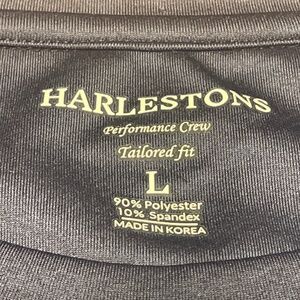 HARLESTONS
Performance Crew
Tailored fit
L
90% Polyester
10% Spandex
MADE IN KOREA